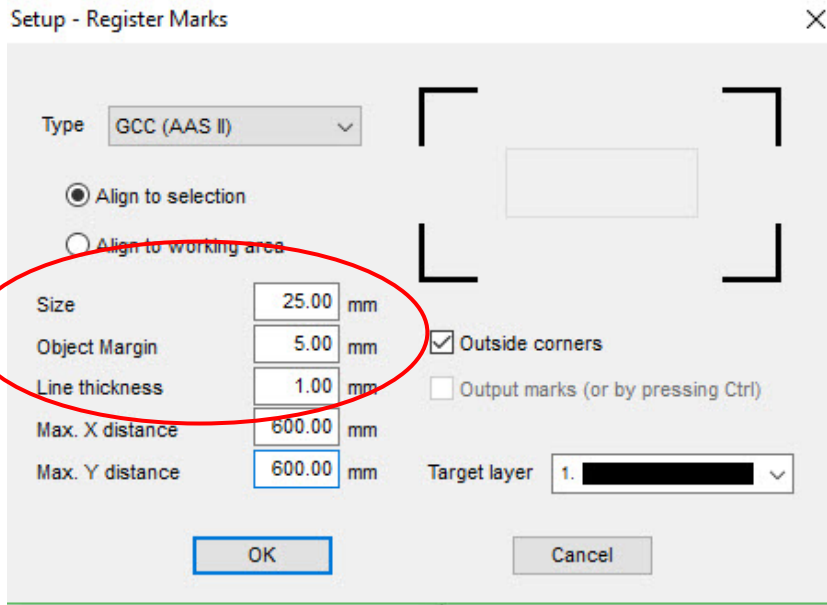 Setup - Register Marks
Type GCC (AAS II)
Align to selection
Align to working area
Size 25.00 mm
Object Margin 5.00 mm
Line thickness 1.00 mm
Max. X distance 600.00 mm
Max. Y distance 600.00 mm
Outside corners
Output marks (or by pressing Ctrl)
Target layer 1.
OK
Cancel